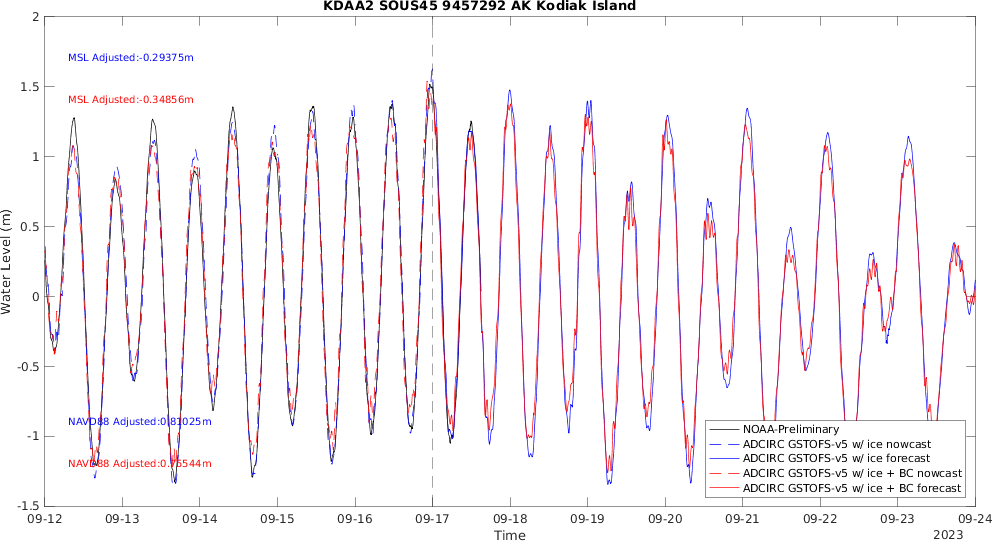 KDAA2 SOUS45 9457292 AK Kodiak Island
Water Level (m)
2
1.5
1
0.5
0
-0.5
-1
-1.5
MSL Adjusted:-0.29375m
MSL Adjusted:-0.34856m
NAVD88 Adjusted:0.81025m
NAVD88 Adjusted:0.76544m
NOAA-Preliminary
ADCIRC GSTOFS-v5 w/ ice nowcast
ADCIRC GSTOFS-v5 w/ ice forecast
ADCIRC GSTOFS-v5 w/ ice + BC nowcast
ADCIRC GSTOFS-v5 w/ ice + BC forecast
09-12 09-13 09-14 09-15 09-16 09-17 09-18 09-19 09-20 09-21 09-22 09-23 09-24
Time
2023